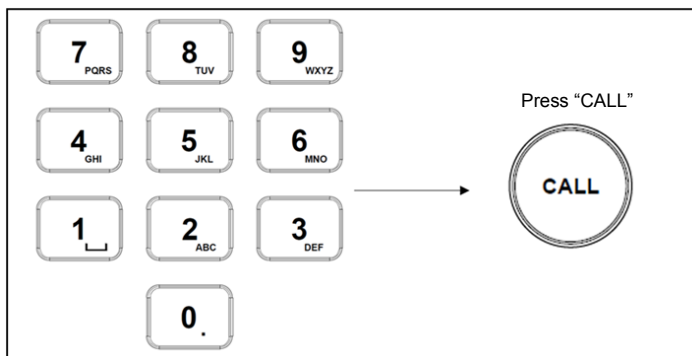 7 PQRS 8 TUV 9 WXYZ
Press “CALL”
4 GHI 5 JKL 6 MNO
CALL
1 2 ABC 3 DEF
0 .